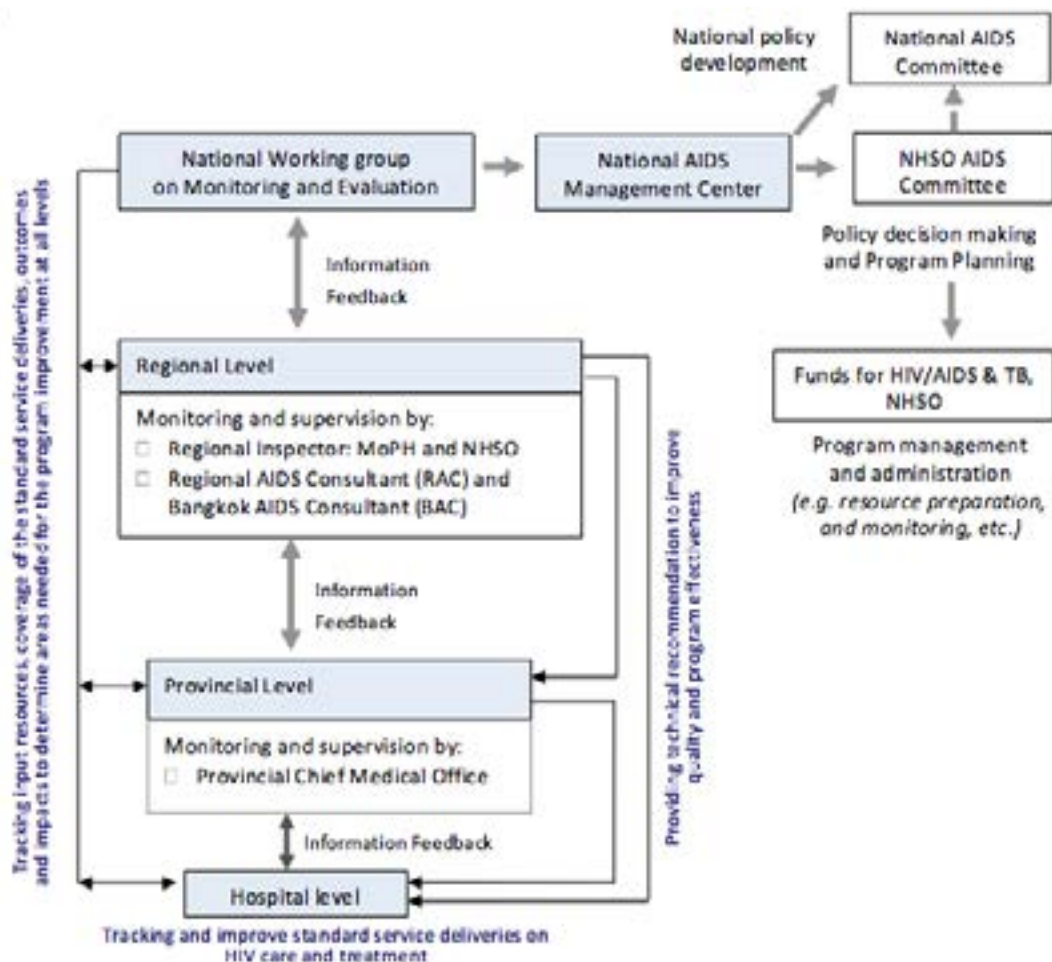 National policy
development
National AIDS
Committee
National Working group
on Monitoring and Evaluation
National AIDS
Management Center
NHSO AIDS
Committee
Policy decision making
and Program Planning
Information
Feedback
Funds for HIV/AIDS & TB,
NHSO
Program management
and administration
(e.g. resource preparation,
and monitoring, etc.)
Regional Level
Monitoring and supervision by:
Regional Inspector: MoPH and NHSO
Regional AIDS Consultant (RAC) and
Bangkok AIDS Consultant (BAC)
Information
Feedback
Provincial Level
Monitoring and supervision by:
Provincial Chief Medical Office
Information Feedback
Hospital level
Tracking and improve standard service deliveries on
HIV care and treatment
Tracking input resources, coverage of the standard service deliveries, outcomes
and impacts to determine areas needed for the program improvement at all levels
Providing technical recommendation to improve
quality and program effectiveness